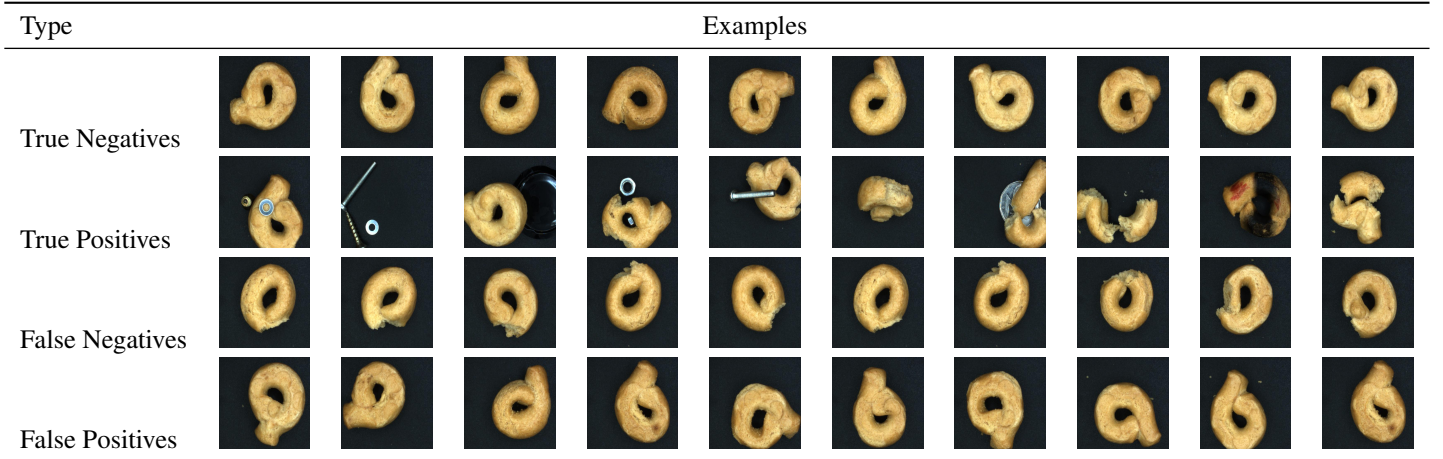 Type Examples
True Negatives
True Positives
False Negatives
False Positives